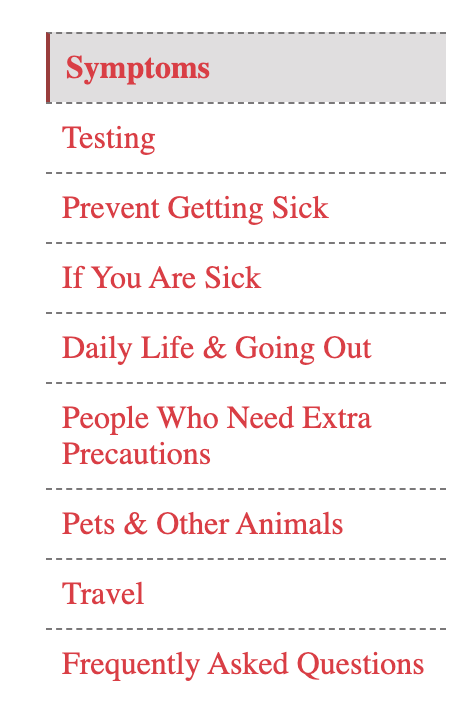 Symptoms
Testing
Prevent Getting Sick
If You Are Sick
Daily Life & Going Out
People Who Need Extra
Precautions
Pets & Other Animals
Travel
Frequently Asked Questions